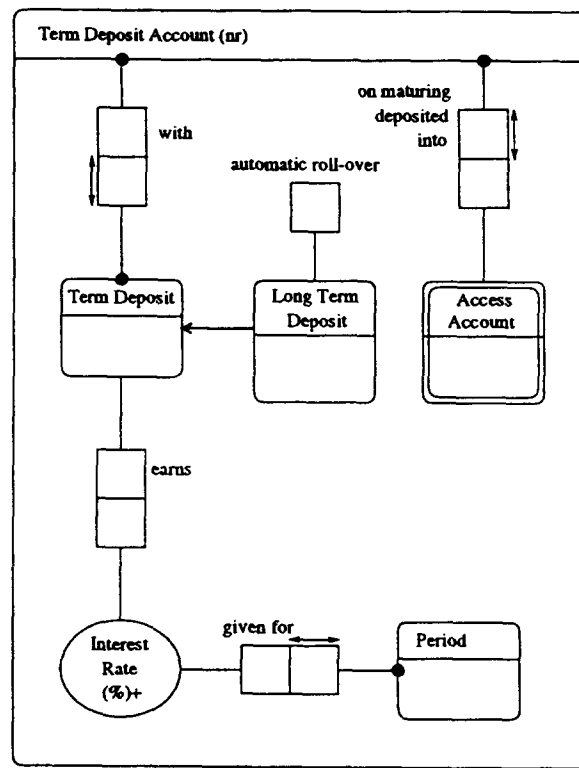 Term Deposit Account (nr)
with
on maturing
deposited
into
automatic roll-over
Term Deposit
Long Term
Deposit
Access
Account
earns
Interest
Rate
(%)+
given for
Period